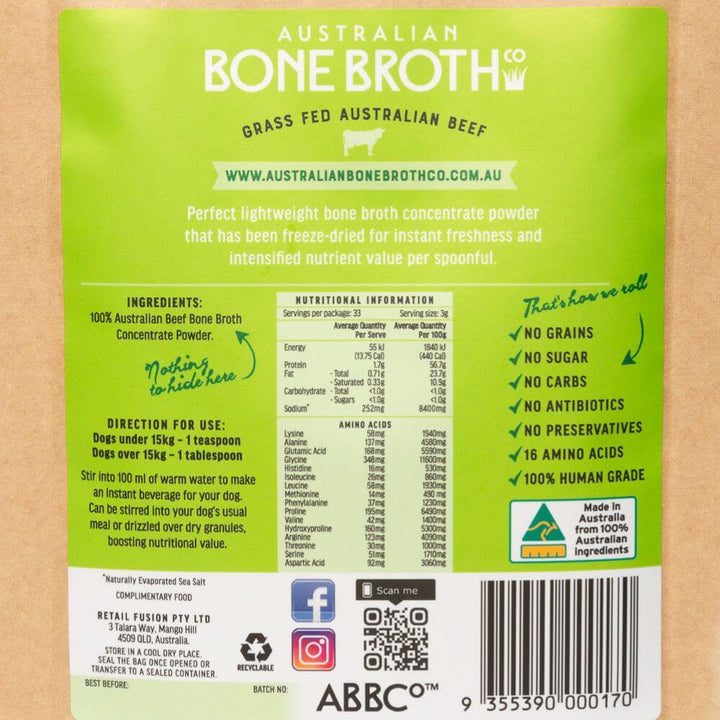 AUSTRALIAN
BONE BROTH CO
GRASS FED AUSTRALIAN BEEF
WWW.AUSTRALIANBONEBROTHCO.COM.AU
Perfect lightweight bone broth concentrate powder
that has been freeze-dried for instant freshness and
intensified nutrient value per spoonful.
INGREDIENTS:
100% Australian Beef Bone Broth
Concentrate Powder.
Nothing
to hide here
DIRECTION FOR USE:
Dogs under 15kg – 1 teaspoon
Dogs over 15kg – 1 tablespoon
Stir into 100 ml of warm water to make
an instant beverage for your dog.
Can be stirred into your dog's usual
meal or drizzled over dry granules,
boosting nutritional value.
NUTRITIONAL INFORMATION
Servings per package: 33 Serving size: 3g
Average Quantity Average Quantity
Per Serve Per 100g
Energy 55 kJ 1840 kJ
(13.75 Cal) (440 Cal)
Protein 1.7g 56.7g
Fat - Total 0.71g 23.7g
- Saturated 0.33g 10.9g
Carbohydrate - Total <1.0g <1.0g
- Sugars <1.0g <1.0g
Sodium* 252mg 8400mg
AMINO ACIDS
Lysine 58mg 1940mg
Alanine 137mg 4580mg
Glutamic Acid 168mg 5590mg
Glycine 348mg 11600mg
Histidine 16mg 530mg
Isoleucine 26mg 860mg
Leucine 58mg 1930mg
Methionine 14mg 490 mg
Phenylalanine 37mg 1230mg
Proline 195mg 6490mg
Valine 42mg 1400mg
Hydroxyproline 160mg 5300mg
Arginine 123mg 4090mg
Threonine 30mg 1000mg
Serine 51mg 1710mg
Aspartic Acid 92mg 3060mg
That's how we roll
NO GRAINS
NO SUGAR
NO CARBS
NO ANTIBIOTICS
NO PRESERVATIVES
16 AMINO ACIDS
100% HUMAN GRADE
Made in
Australia
from 100%
Australian
ingredients
*Naturally Evaporated Sea Salt
COMPLIMENTARY FOOD
RETAIL FUSION PTY LTD
3 Talara Way, Mango Hill
4509 QLD, Australia.
STORE IN A COOL DRY PLACE.
SEAL THE BAG ONCE OPENED OR
TRANSFER TO A SEALED CONTAINER.
BEST BEFORE:
RECYCLABLE
BATCH NO:
Scan me
ABBCo™
9 355390 000170